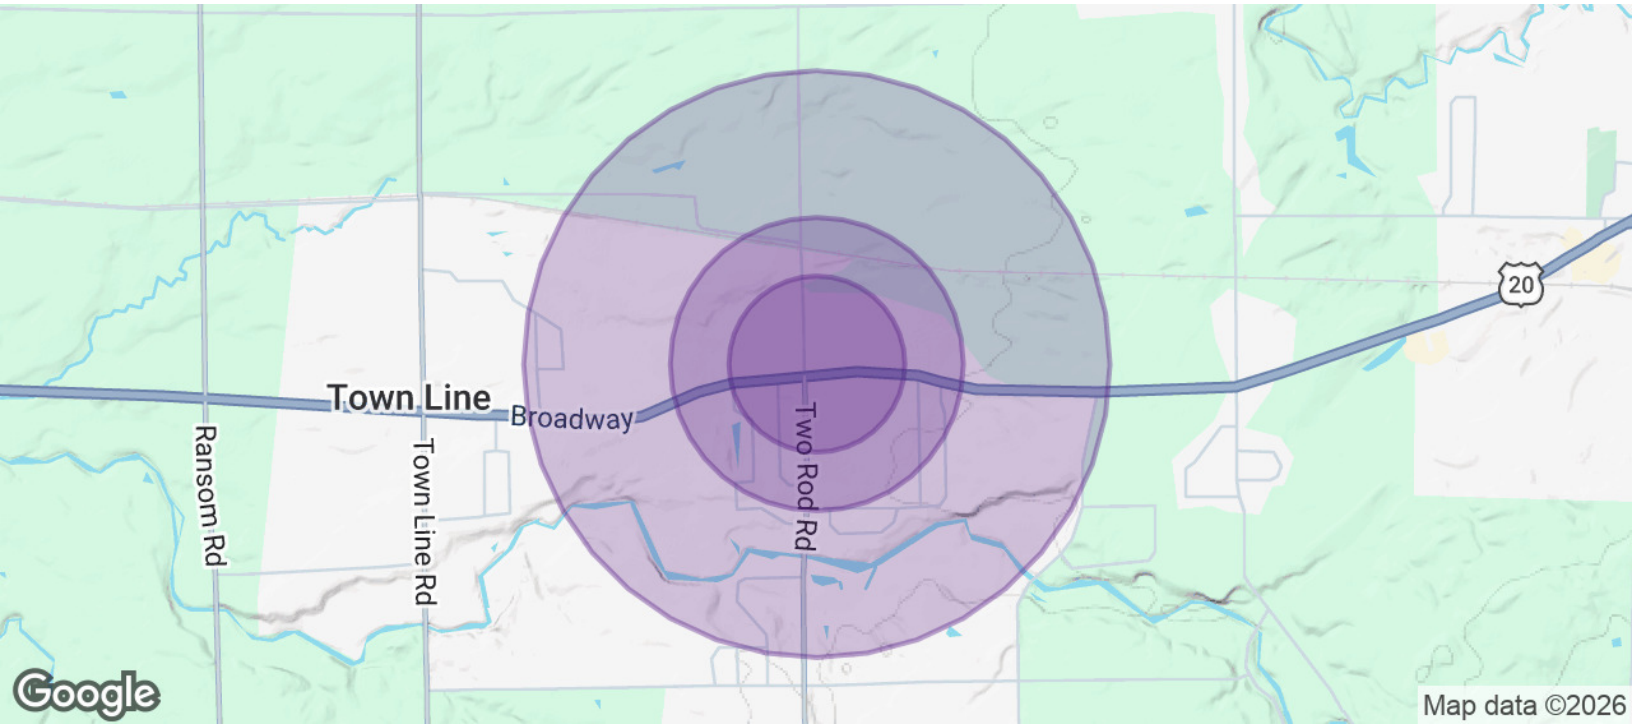 20
Town Line
Broadway
Ransom Rd
Town Line Rd
Two Rod Rd
Google
Map data ©2026